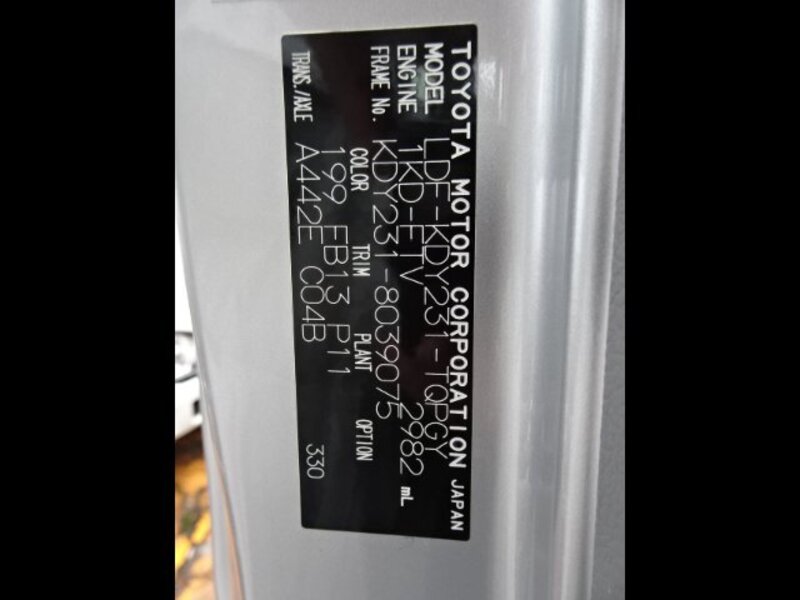 TOYOTA MOTOR CORPORATION JAPAN
MODEL LDF-KDY231-TQPGY
ENGINE 1KD-FTV 2982 mL
FRAME No. KDY231-8039075
COLOR TRIM PLANT OPTION
199 FB13 P11
TRANS./AXLE A442E C04B 330